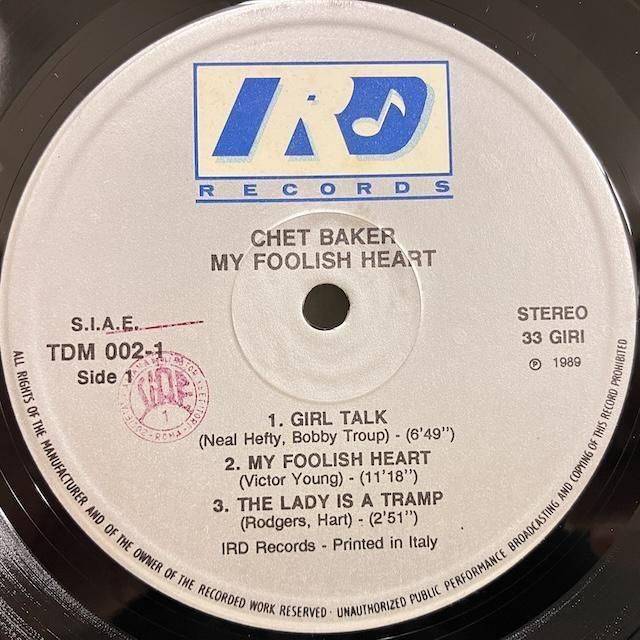 IRD
RECORDS
CHET BAKER
MY FOOLISH HEART
S.I.A.E.
TDM 002-1
Side 1
STEREO
33 GIRI
℗ 1989
1. GIRL TALK
(Neal Hefty, Bobby Troup) - (6'49")
2. MY FOOLISH HEART
(Victor Young) - (11'18")
3. THE LADY IS A TRAMP
(Rodgers, Hart) - (2'51")
IRD Records - Printed in Italy
ALL RIGHTS OF THE MANUFACTURER AND OF THE OWNER OF THE RECORDED WORK RESERVED · UNAUTHORIZED PUBLIC PERFORMANCE BROADCASTING AND COPYING OF THIS RECORD PROHIBITED
1
ROMA